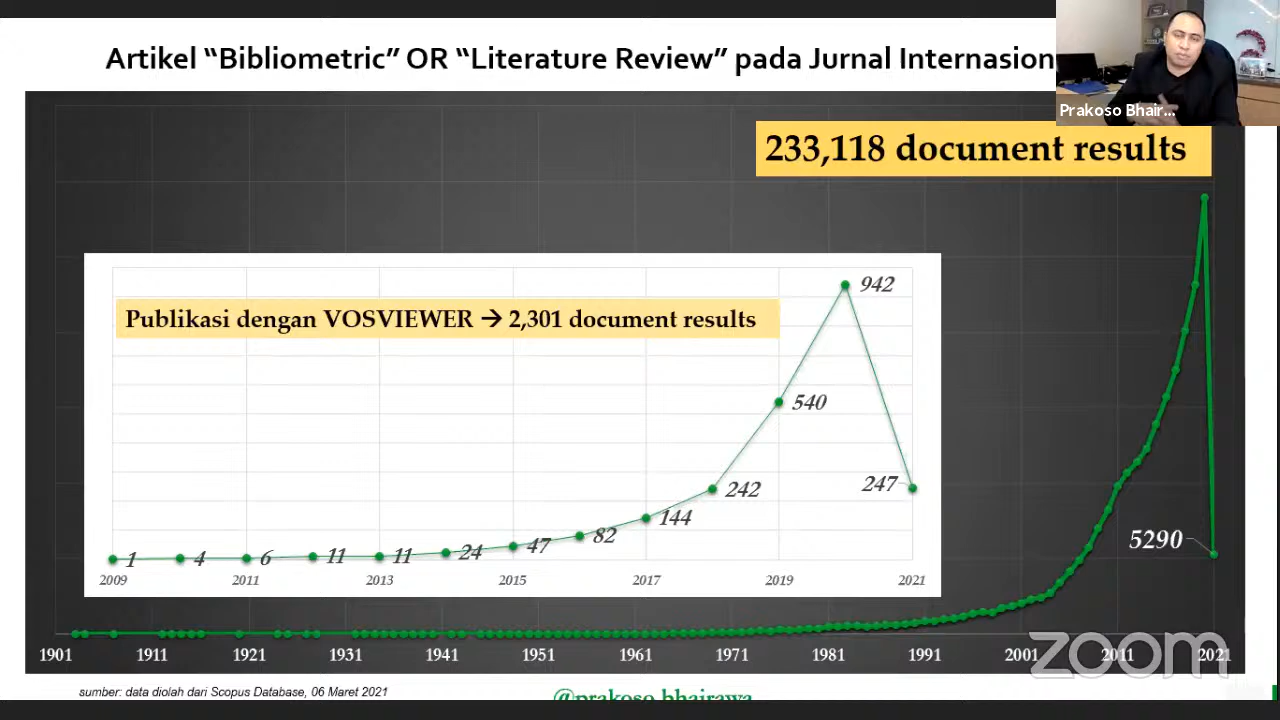 Artikel “Bibliometric” OR “Literature Review” pada Jurnal Internasion
Prakoso Bhair...
233,118 document results
Publikasi dengan VOSVIEWER → 2,301 document results
942
540
242
247
144
82
47
24
11
11
6
4
1
2009 2011 2013 2015 2017 2019 2021
5290
zoom
1901 1911 1921 1931 1941 1951 1961 1971 1981 1991 2001 2011 2021
sumber: data diolah dari Scopus Database, 06 Maret 2021
@prakoso.bhairawa